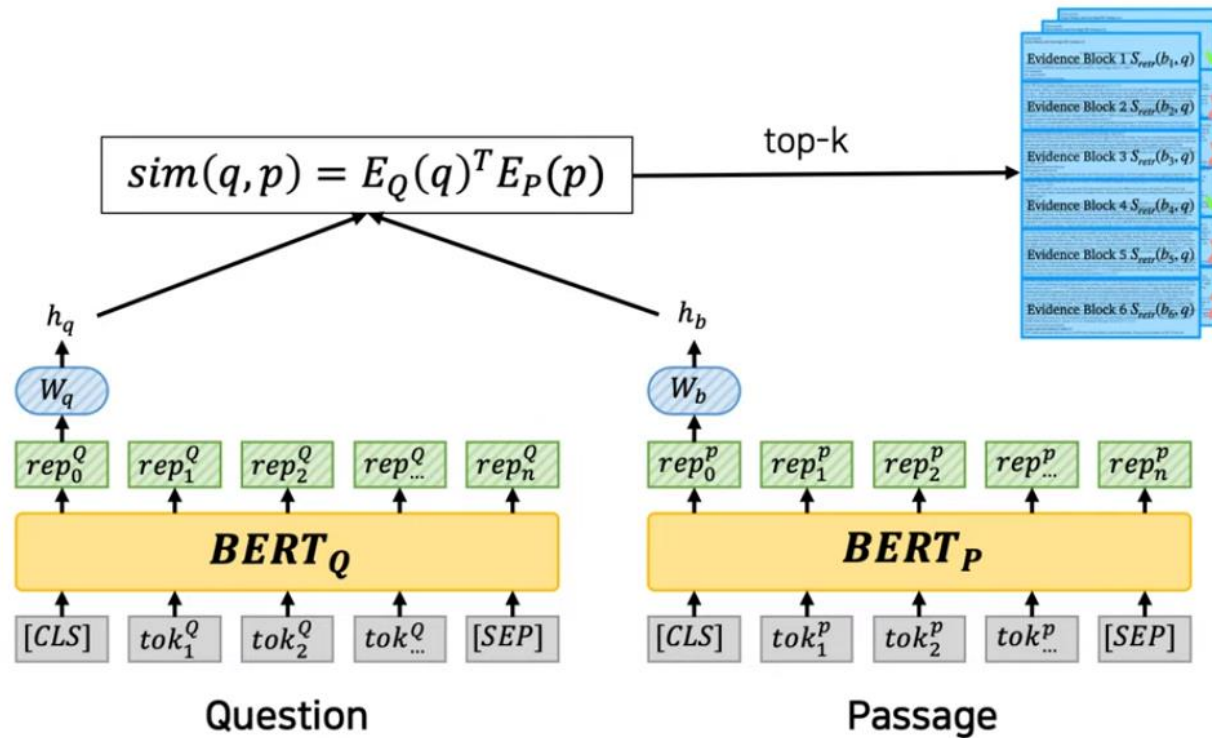 Evidence Block 1 S_retr(b_1, q)
Evidence Block 2 S_retr(b_2, q)
Evidence Block 3 S_retr(b_3, q)
Evidence Block 4 S_retr(b_4, q)
Evidence Block 5 S_retr(b_5, q)
Evidence Block 6 S_retr(b_6, q)
sim(q, p) = E_Q(q)^T E_P(p)
top-k
h_q
h_b
W_q
W_b
rep_0^Q rep_1^Q rep_2^Q rep_...^Q rep_n^Q
rep_0^p rep_1^p rep_2^p rep_...^p rep_n^p
BERT_Q
BERT_P
[CLS] tok_1^Q tok_2^Q tok_...^Q [SEP]
[CLS] tok_1^p tok_2^p tok_...^p [SEP]
Question
Passage